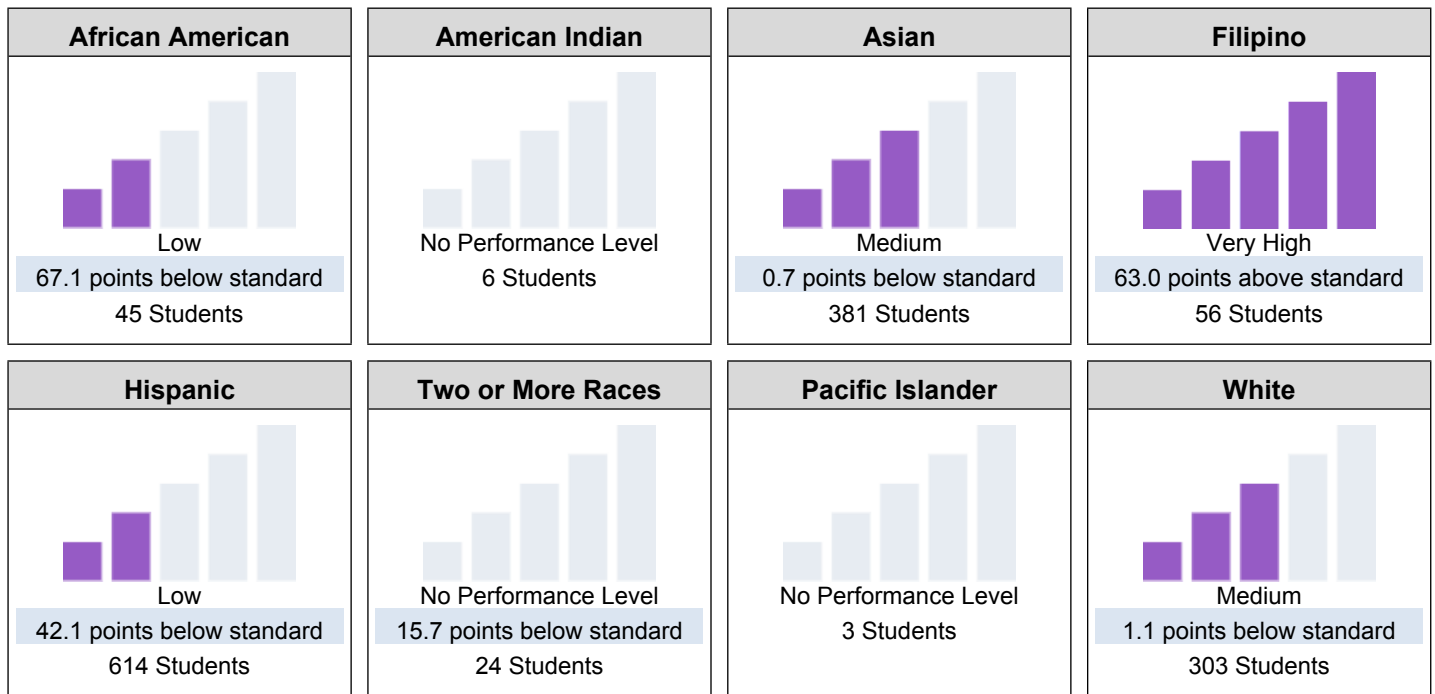 African American
Low
67.1 points below standard
45 Students
American Indian
No Performance Level
6 Students
Asian
Medium
0.7 points below standard
381 Students
Filipino
Very High
63.0 points above standard
56 Students
Hispanic
Low
42.1 points below standard
614 Students
Two or More Races
No Performance Level
15.7 points below standard
24 Students
Pacific Islander
No Performance Level
3 Students
White
Medium
1.1 points below standard
303 Students